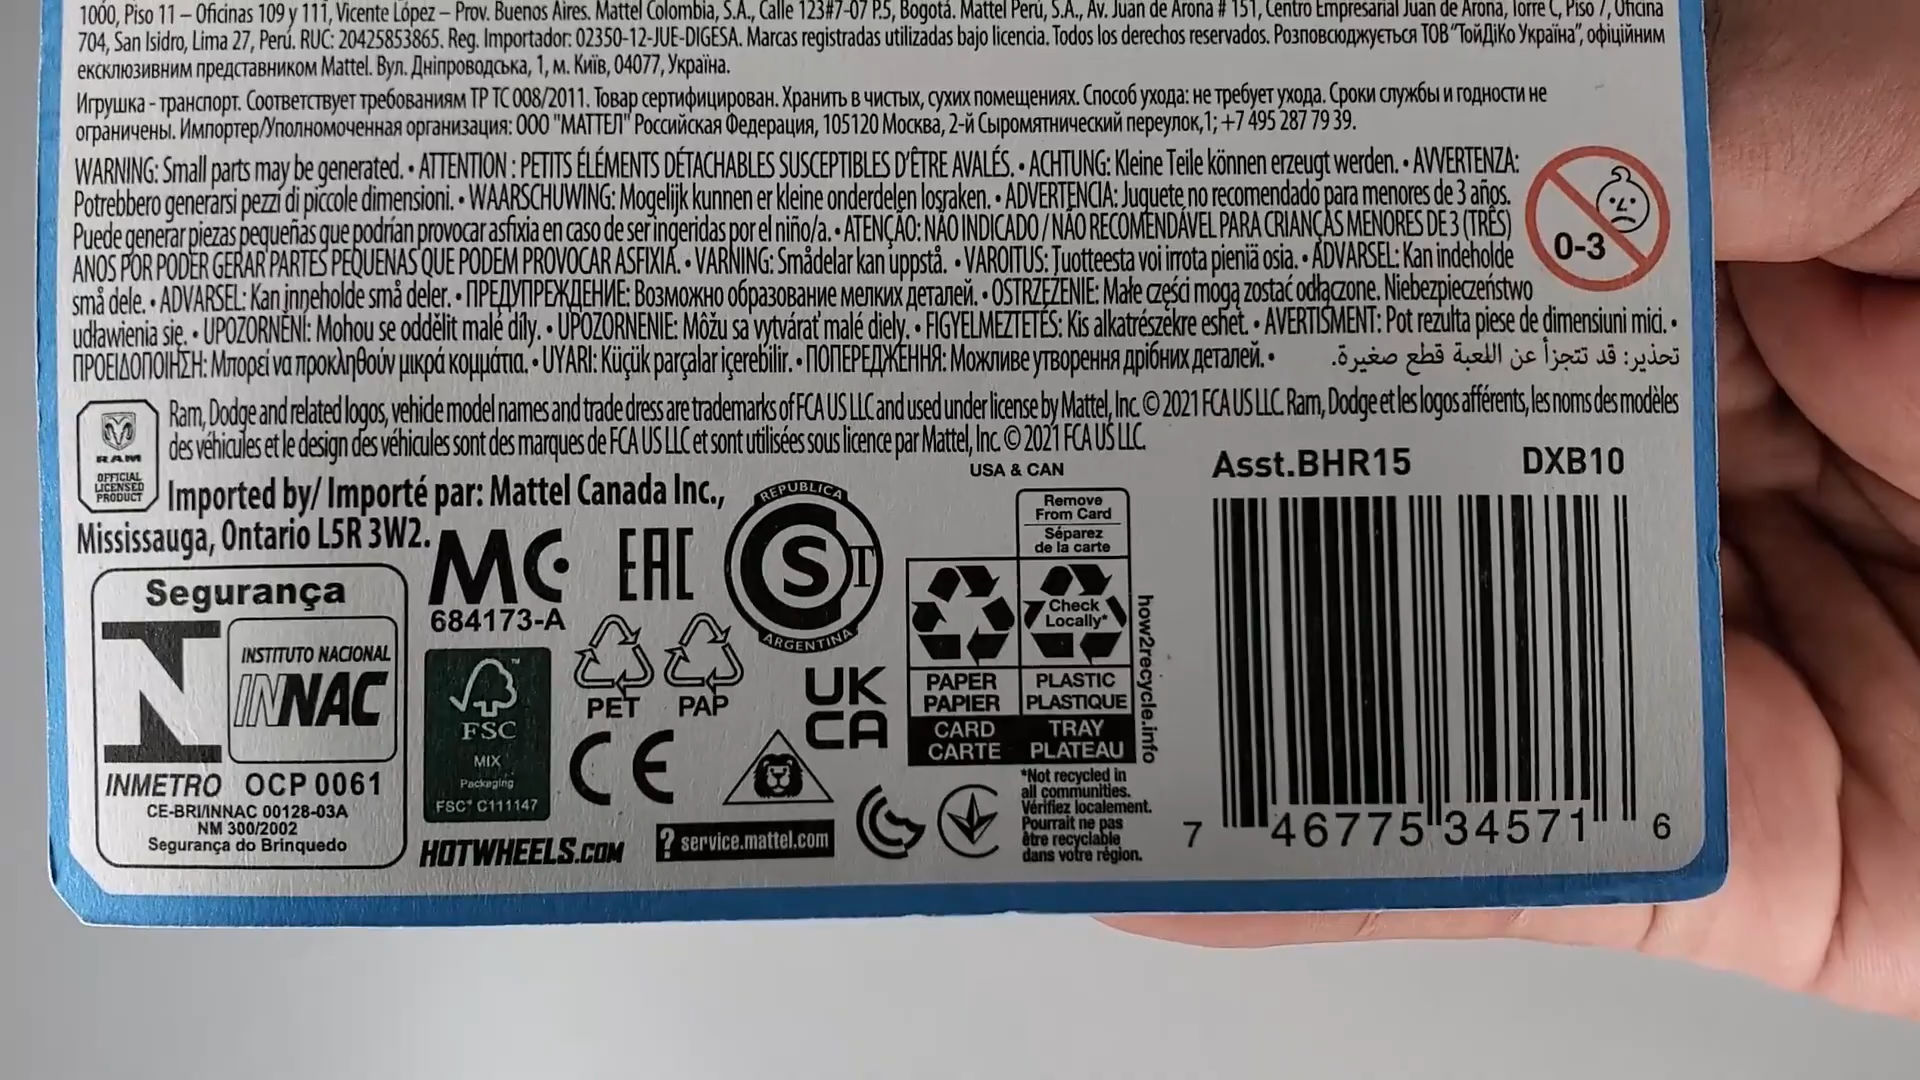 1000, Piso 11 – Oficinas 109 y 111, Vicente López – Prov. Buenos Aires. Mattel Colombia, S.A., Calle 123#7-07 P.5, Bogotá. Mattel Perú, S.A., Av. Juan de Arona # 151, Centro Empresarial Juan de Arona, Torre C, Piso 7, Oficina
704, San Isidro, Lima 27, Perú. RUC: 20425853865. Reg. Importador: 02350-12-JUE-DIGESA. Marcas registradas utilizadas bajo licencia. Todos los derechos reservados. Розповсюджується ТОВ "ТойДіКо Україна", офіційним
ексклюзивним представником Mattel. Вул. Дніпроводська, 1, м. Київ, 04077, Україна.
Игрушка - транспорт. Соответствует требованиям ТР ТС 008/2011. Товар сертифицирован. Хранить в чистых, сухих помещениях. Способ ухода: не требует ухода. Сроки службы и годности не
ограничены. Импортер/Уполномоченная организация: ООО "МАТТЕЛ" Российская Федерация, 105120 Москва, 2-й Сыромятнический переулок,1; +7 495 287 79 39.
WARNING: Small parts may be generated. • ATTENTION : PETITS ÉLÉMENTS DÉTACHABLES SUSCEPTIBLES D'ÊTRE AVALÉS. • ACHTUNG: Kleine Teile können erzeugt werden. • AVVERTENZA:
Potrebbero generarsi pezzi di piccole dimensioni. • WAARSCHUWING: Mogelijk kunnen er kleine onderdelen losraken. • ADVERTENCIA: Juguete no recomendado para menores de 3 años.
Puede generar piezas pequeñas que podrían provocar asfixia en caso de ser ingeridas por el niño/a. • ATENÇÃO: NÃO INDICADO / NÃO RECOMENDÁVEL PARA CRIANÇAS MENORES DE 3 (TRÊS)
ANOS POR PODER GERAR PARTES PEQUENAS QUE PODEM PROVOCAR ASFIXIA. • VARNING: Smådelar kan uppstå. • VAROITUS: Tuotteesta voi irrota pieniä osia. • ADVARSEL: Kan indeholde
små dele. • ADVARSEL: Kan inneholde små deler. • ПРЕДУПРЕЖДЕНИЕ: Возможно образование мелких деталей. • OSTRZEŻENIE: Małe części mogą zostać odłączone. Niebezpieczeństwo
udławienia się. • UPOZORNĚNÍ: Mohou se oddělit malé díly. • UPOZORNENIE: Môžu sa vytvárať malé diely. • FIGYELMEZTETÉS: Kis alkatrészekre eshet. • AVERTISMENT: Pot rezulta piese de dimensiuni mici. •
ΠΡΟΕΙΔΟΠΟΙΗΣΗ: Μπορεί να προκληθούν μικρά κομμάτια. • UYARI: Küçük parçalar içerebilir. • ПОПЕРЕДЖЕННЯ: Можливе утворення дрібних деталей. • تحذير: قد تتجزأ عن اللعبة قطع صغيرة.
0-3
Ram, Dodge and related logos, vehicle model names and trade dress are trademarks of FCA US LLC and used under license by Mattel, Inc. © 2021 FCA US LLC. Ram, Dodge et les logos afférents, les noms des modèles
des véhicules et le design des véhicules sont des marques de FCA US LLC et sont utilisées sous licence par Mattel, Inc. © 2021 FCA US LLC.
RAM
OFFICIAL
LICENSED
PRODUCT
Imported by/ Importé par: Mattel Canada Inc.,
Mississauga, Ontario L5R 3W2.
Segurança
INSTITUTO NACIONAL
INNAC
INMETRO OCP 0061
CE-BRI/INNAC 00128-03A
NM 300/2002
Segurança do Brinquedo
684173-A
EAC
REPUBLICA
S T
ARGENTINA
FSC
MIX
Packaging
FSC® C111147
PET
PAP
CE
UK
CA
HOTWHEELS.COM
? service.mattel.com
USA & CAN
Remove
From Card
Séparez
de la carte
Check
Locally*
PAPER
PAPIER
PLASTIC
PLASTIQUE
CARD
CARTE
TRAY
PLATEAU
how2recycle.info
*Not recycled in
all communities.
Vérifiez localement.
Pourrait ne pas
être recyclable
dans votre région.
Asst.BHR15
DXB10
7 46775 34571 6